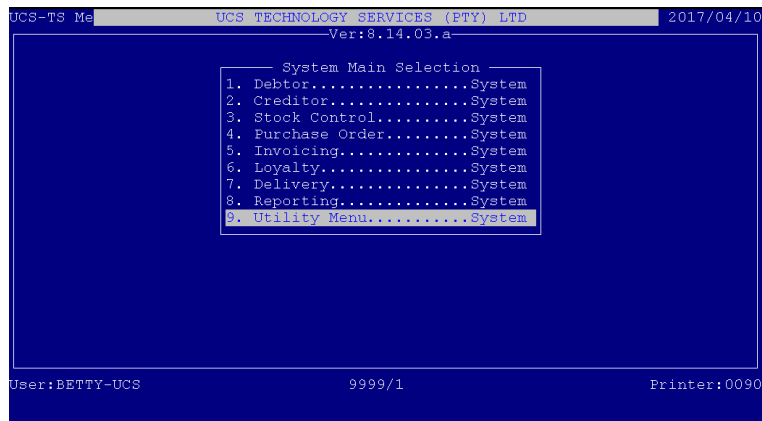 UCS-TS Me UCS TECHNOLOGY SERVICES (PTY) LTD 2017/04/10
Ver:8.14.03.a
System Main Selection
1. Debtor.................System
2. Creditor...............System
3. Stock Control..........System
4. Purchase Order.........System
5. Invoicing..............System
6. Loyalty................System
7. Delivery...............System
8. Reporting..............System
9. Utility Menu...........System
User:BETTY-UCS 9999/1 Printer:0090